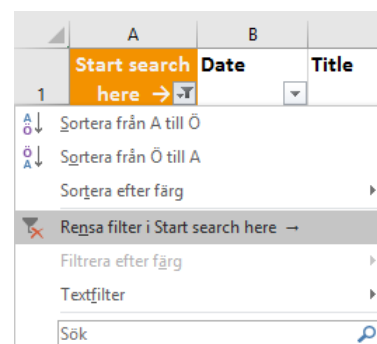 A B
Start search Date Title
1 here →
Sortera från A till Ö
Sortera från Ö till A
Sortera efter färg
Rensa filter i Start search here →
Filtrera efter färg
Textfilter
Sök